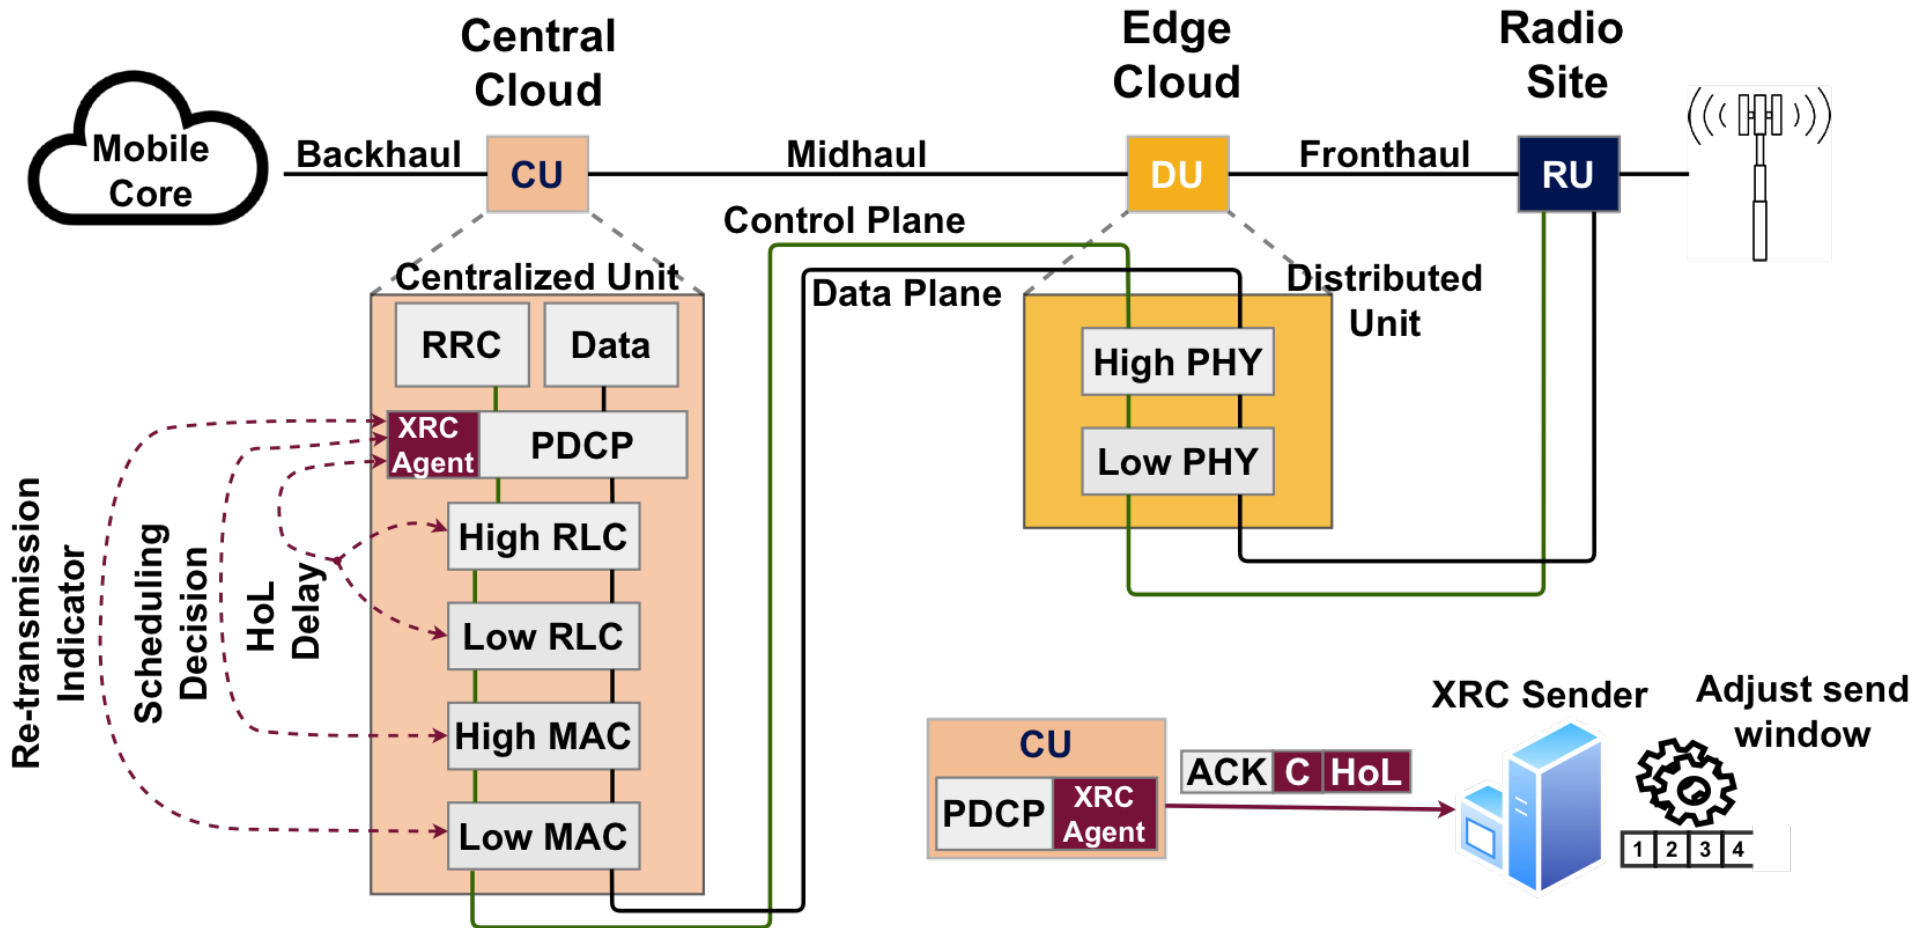 Central
Cloud
Edge
Cloud
Radio
Site
Mobile
Core
Backhaul
CU
Midhaul
DU
Fronthaul
RU
Control Plane
Data Plane
Centralized Unit
RRC
Data
XRC
Agent
PDCP
High RLC
Low RLC
High MAC
Low MAC
Re-transmission
Indicator
Scheduling
Decision
HoL
Delay
Distributed
Unit
High PHY
Low PHY
CU
PDCP
XRC
Agent
ACK C HoL
XRC Sender
Adjust send
window
1 2 3 4